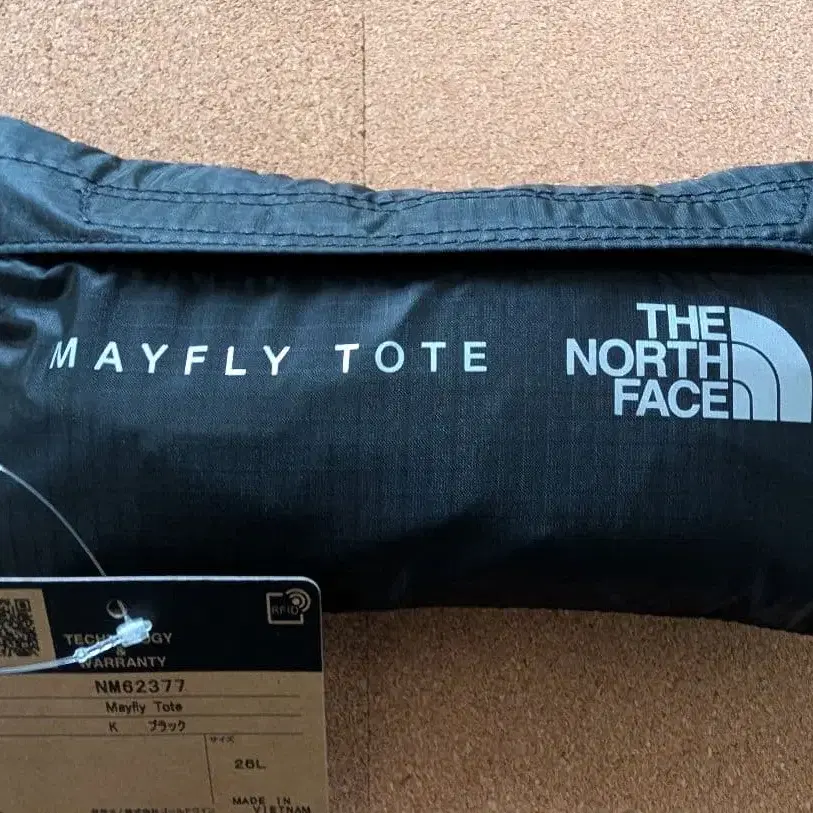 MAYFLY TOTE
THE
NORTH
FACE
RFID
TECHNOLOGY
&
WARRANTY
NM62377
Mayfly Tote
K ブラック
サイズ
26L
MADE IN
VIETNAM